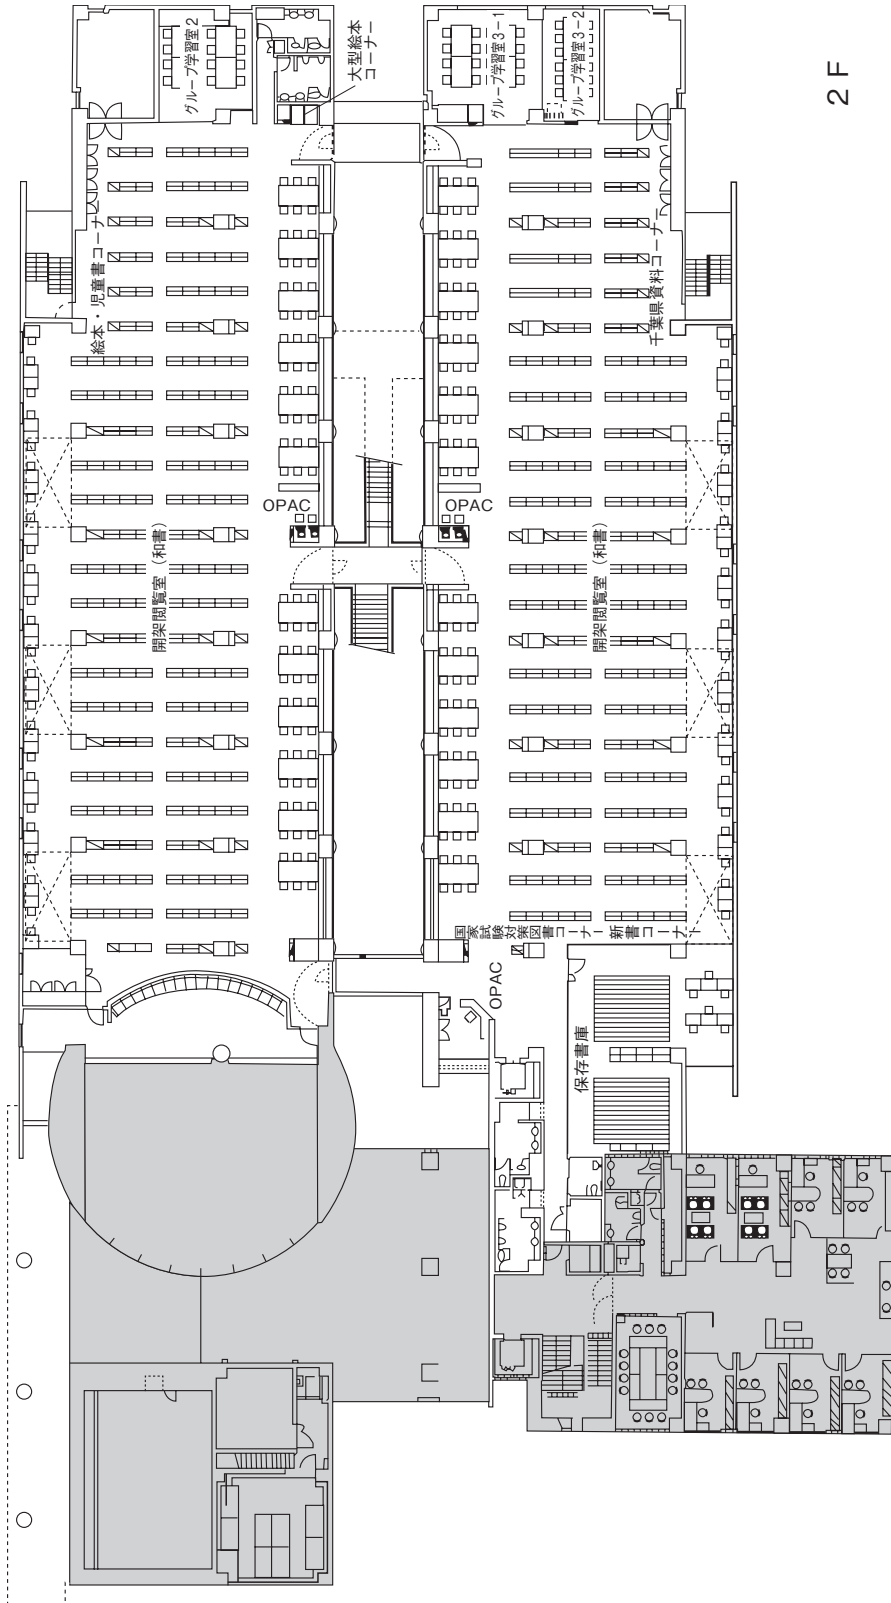 グループ学習室2
大型絵本
コーナー
グループ学習室3-1
グループ学習室3-2
2F
絵本・児童書コーナー
千葉県資料コーナー
OPAC
OPAC
開架閲覧室(和書)
開架閲覧室(和書)
国家試験対策図書コーナー 新書コーナー
OPAC
保存書庫